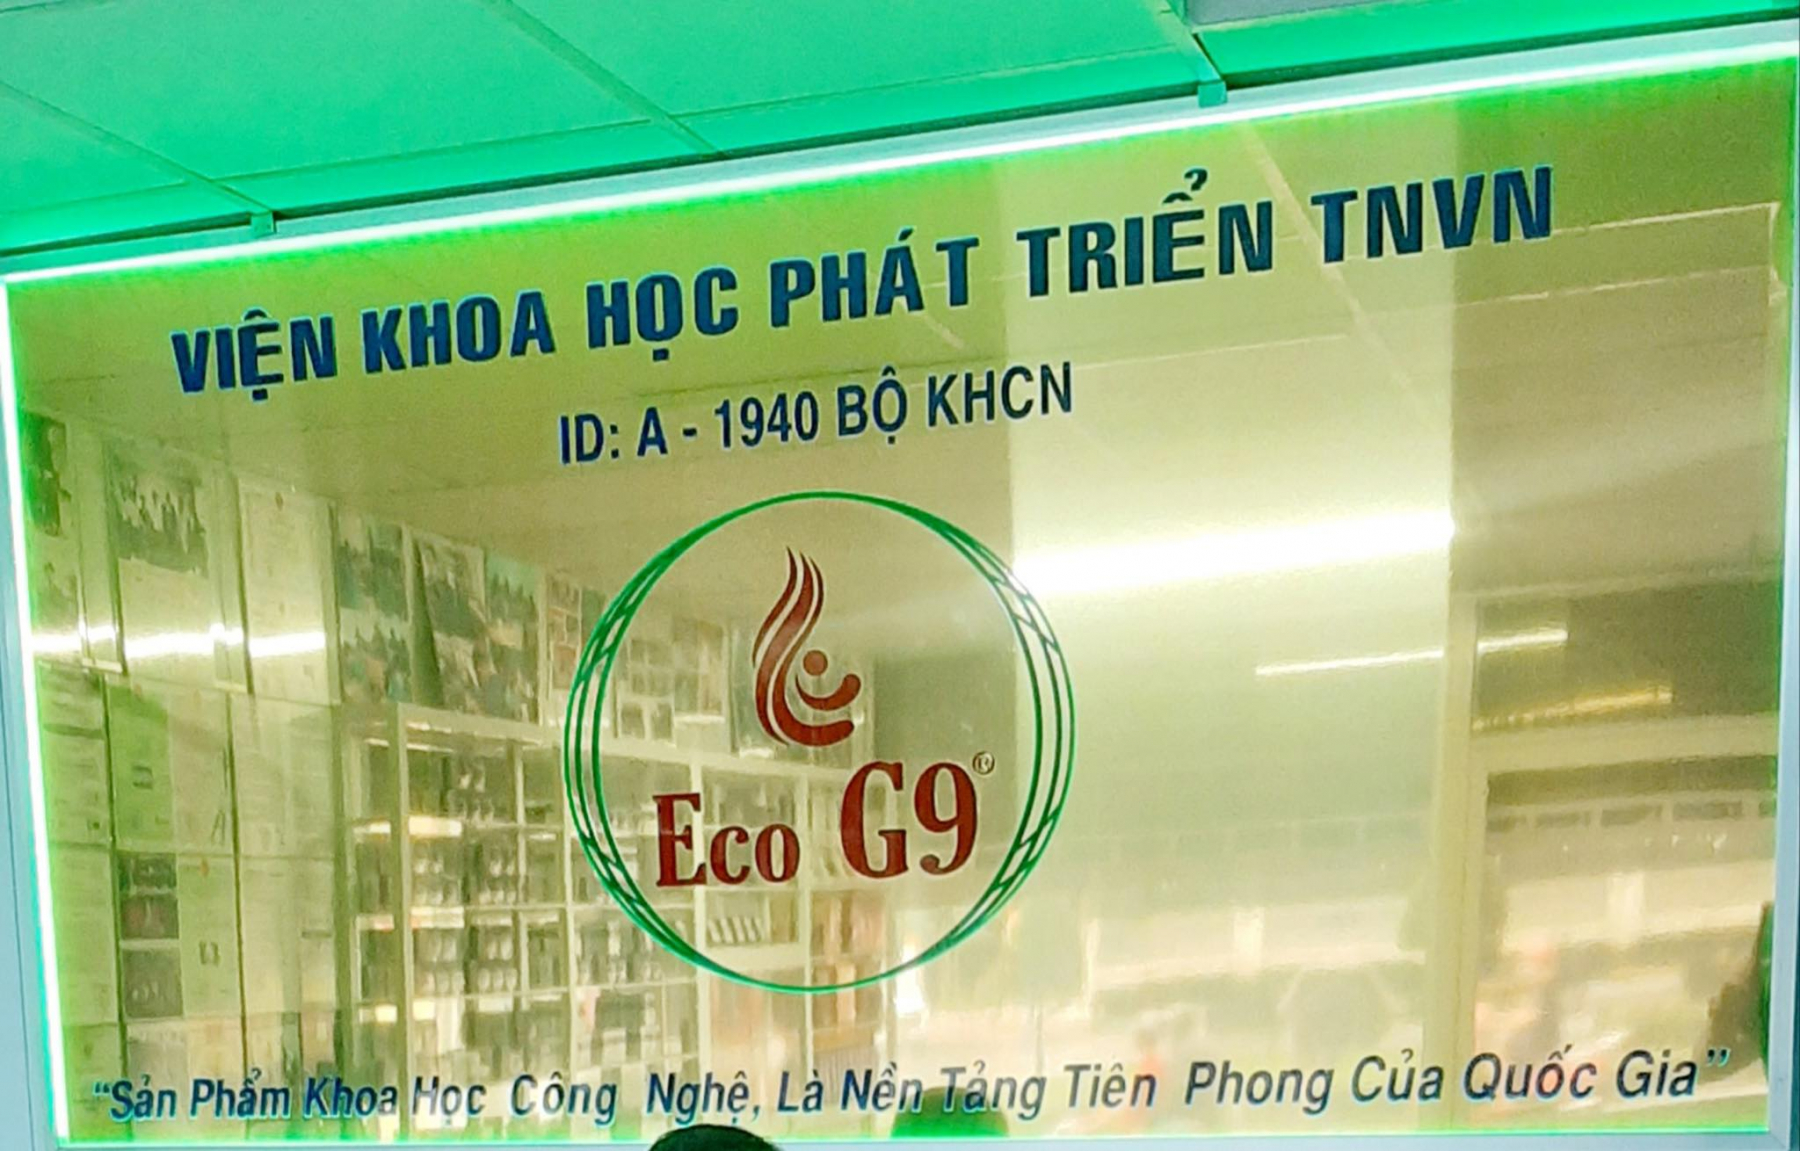 VIỆN KHOA HỌC PHÁT TRIỂN TNVN
ID: A - 1940 BỘ KHCN
Eco G9®
“Sản Phẩm Khoa Học Công Nghệ, Là Nền Tảng Tiên Phong Của Quốc Gia”